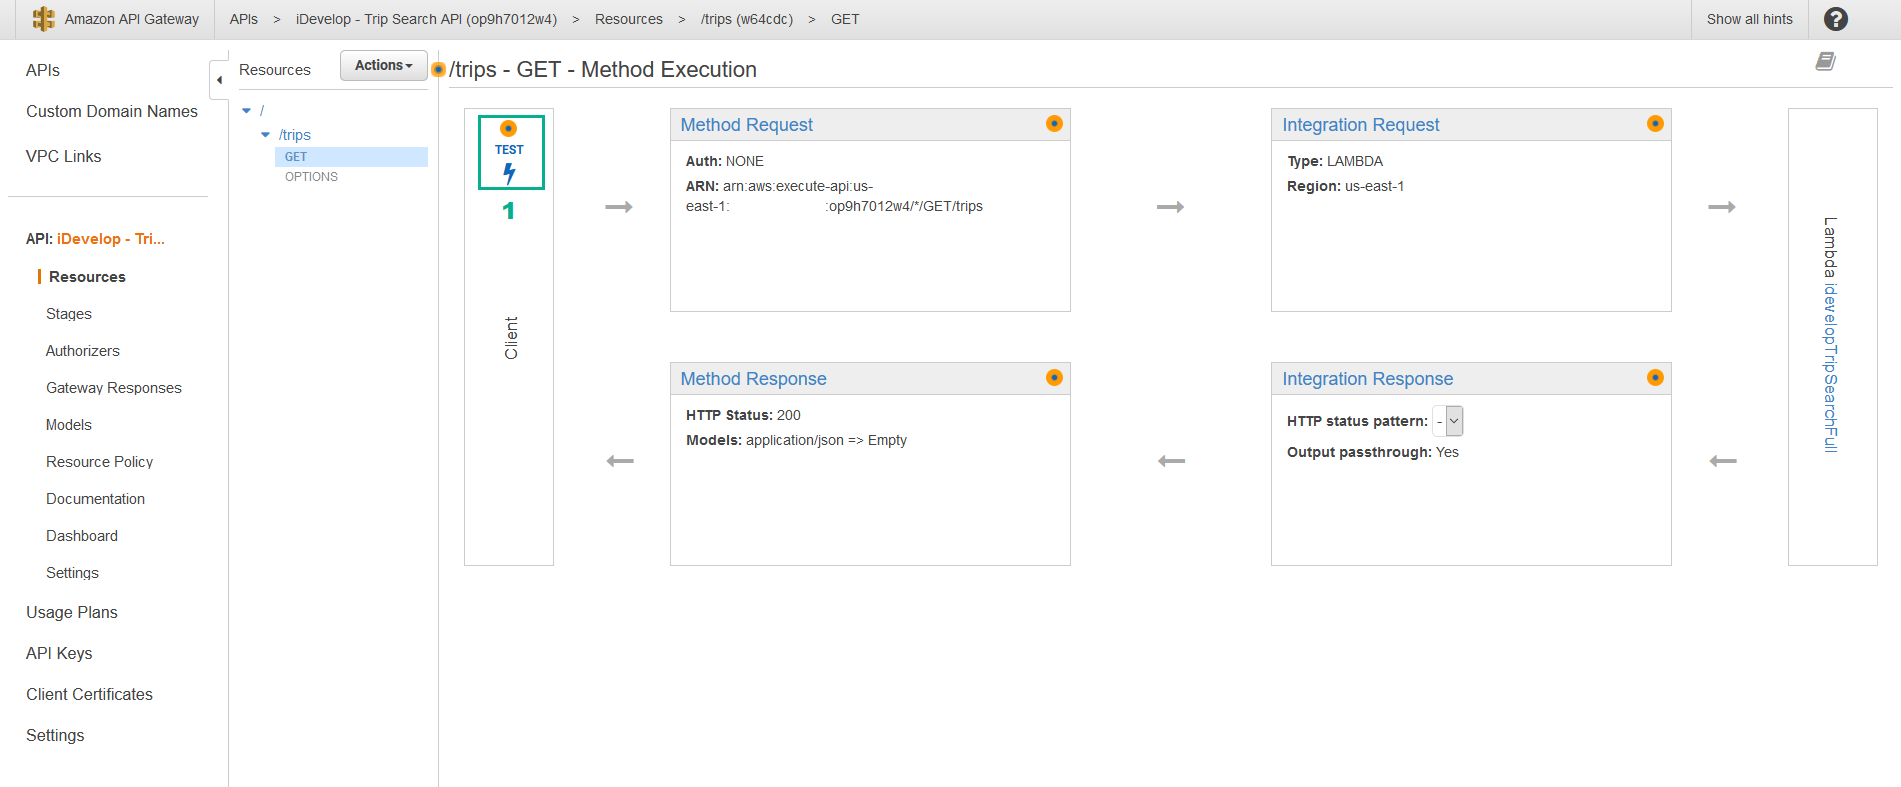 Amazon API Gateway
APIs > iDevelop - Trip Search API (op9h7012w4) > Resources > /trips (w64cdc) > GET
Show all hints
?
APIs
Custom Domain Names
VPC Links
API: iDevelop - Tri...
Resources
Stages
Authorizers
Gateway Responses
Models
Resource Policy
Documentation
Dashboard
Settings
Usage Plans
API Keys
Client Certificates
Settings
Resources
Actions
/
/trips
GET
OPTIONS
/trips - GET - Method Execution
TEST
1
Client
Method Request
Auth: NONE
ARN: arn:aws:execute-api:us-
east-1: :op9h7012w4/*/GET/trips
Integration Request
Type: LAMBDA
Region: us-east-1
Method Response
HTTP Status: 200
Models: application/json => Empty
Integration Response
HTTP status pattern: -
Output passthrough: Yes
Lambda idevelopTripSearchFull